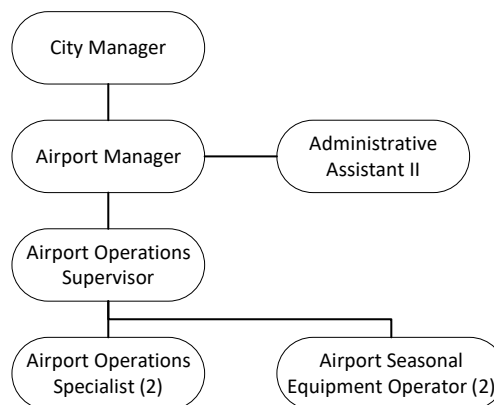 City Manager
Airport Manager
Administrative
Assistant II
Airport Operations
Supervisor
Airport Operations
Specialist (2)
Airport Seasonal
Equipment Operator (2)